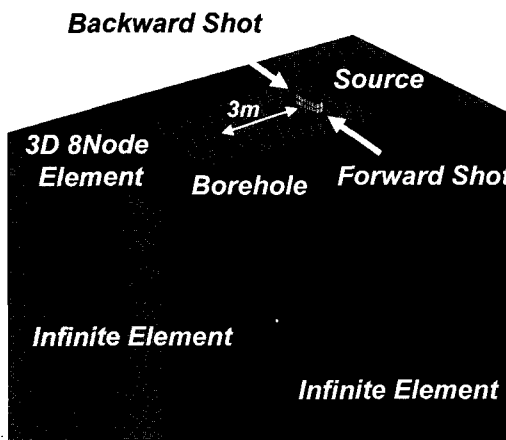 Backward Shot
Source
3m
3D 8Node
Element
Borehole
Forward Shot
Infinite Element
Infinite Element